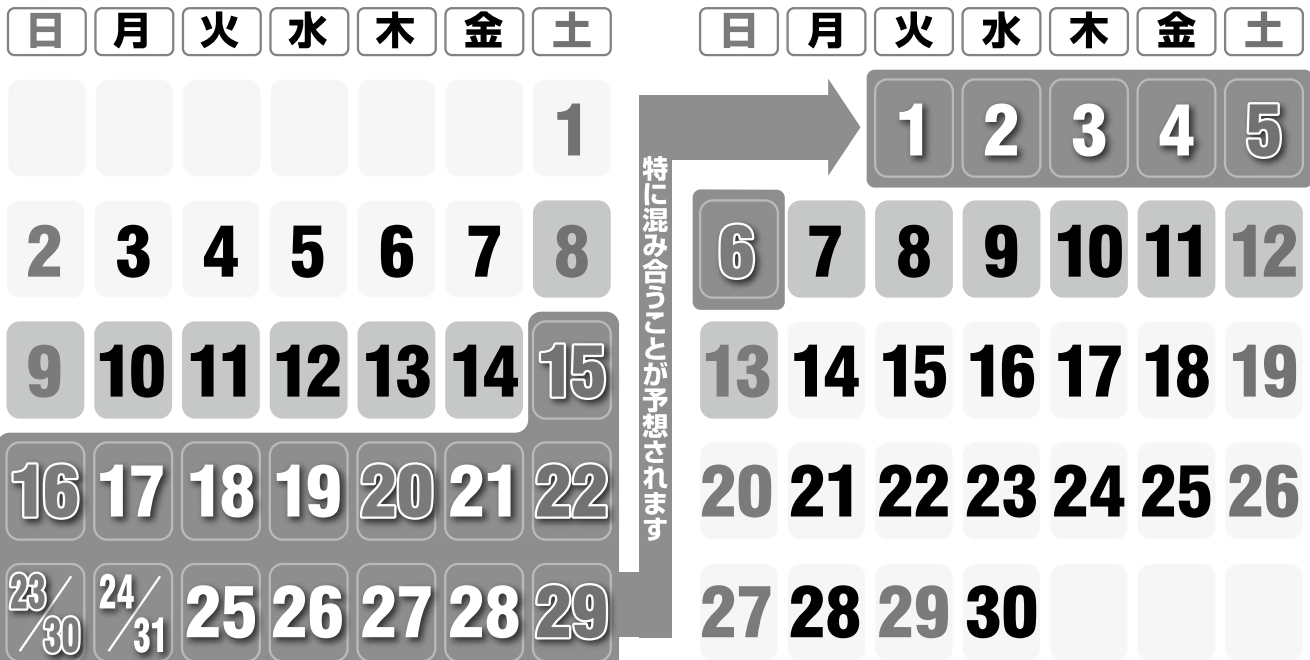 日 月 火 水 木 金 土
1
2 3 4 5 6 7 8
9 10 11 12 13 14 15
16 17 18 19 20 21 22
23/30 24/31 25 26 27 28 29
特に混み合うことが予想されます
日 月 火 水 木 金 土
1 2 3 4 5
6 7 8 9 10 11 12
13 14 15 16 17 18 19
20 21 22 23 24 25 26
27 28 29 30